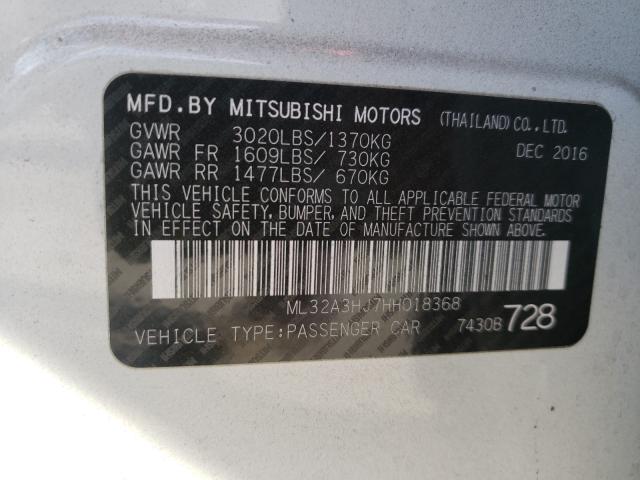 MFD.BY MITSUBISHI MOTORS (THAILAND) CO.,LTD.
GVWR 3020LBS/1370KG DEC 2016
GAWR FR 1609LBS/ 730KG
GAWR RR 1477LBS/ 670KG
THIS VEHICLE CONFORMS TO ALL APPLICABLE FEDERAL MOTOR
VEHICLE SAFETY, BUMPER, AND THEFT PREVENTION STANDARDS
IN EFFECT ON THE DATE OF MANUFACTURE SHOWN ABOVE.
ML32A3HJ7HH018368
VEHICLE TYPE:PASSENGER CAR 7430B 728